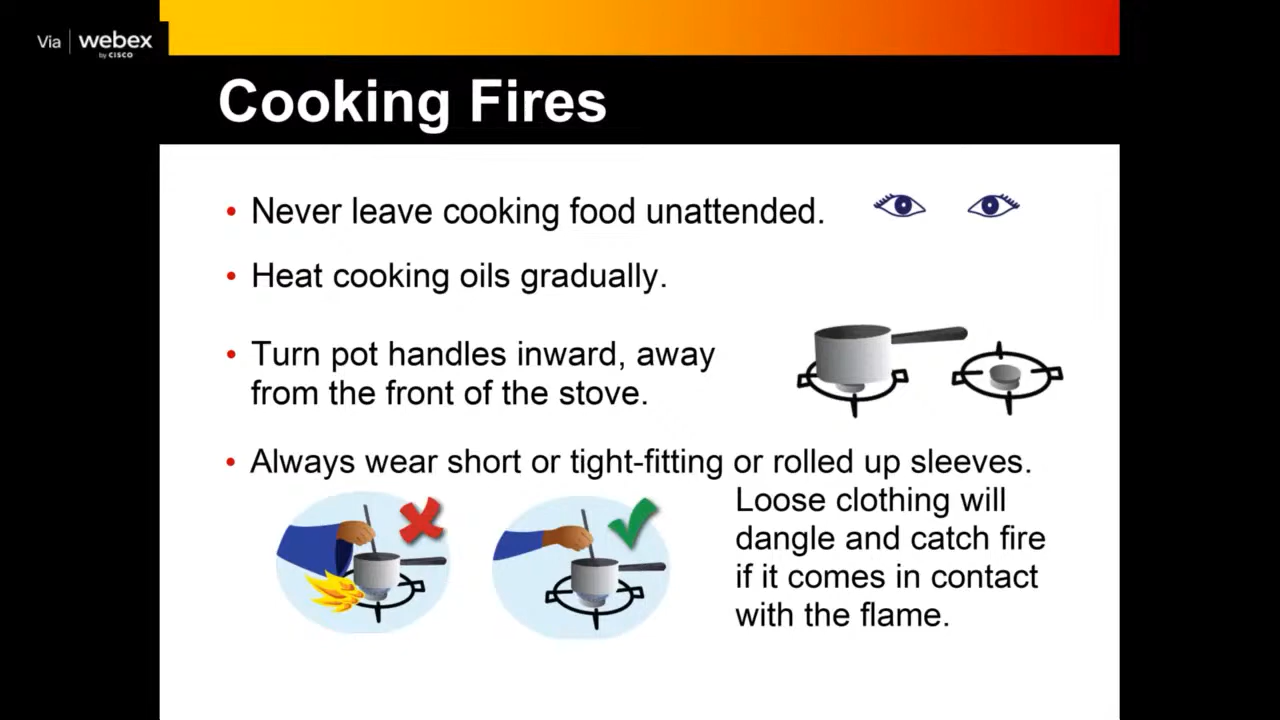 Via webex
by CISCO
Cooking Fires
• Never leave cooking food unattended.
• Heat cooking oils gradually.
• Turn pot handles inward, away
from the front of the stove.
• Always wear short or tight-fitting or rolled up sleeves.
Loose clothing will
dangle and catch fire
if it comes in contact
with the flame.